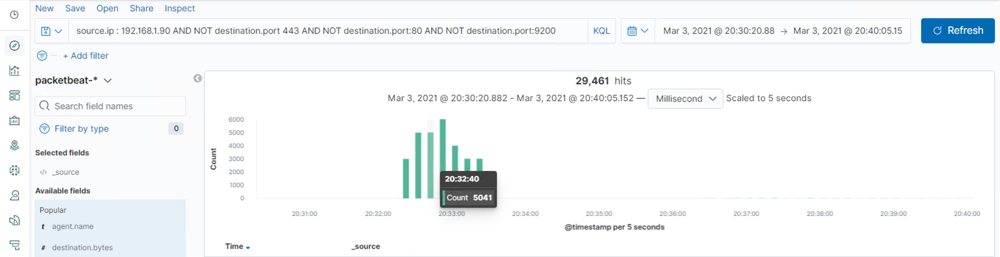 New Save Open Share Inspect
source.ip : 192.168.1.90 AND NOT destination.port 443 AND NOT destination.port:80 AND NOT destination.port:9200 KQL Mar 3, 2021 @ 20:30:20.88 → Mar 3, 2021 @ 20:40:05.15 Refresh
+ Add filter
packetbeat-*
29,461 hits
Mar 3, 2021 @ 20:30:20.882 - Mar 3, 2021 @ 20:40:05.152 — Millisecond Scaled to 5 seconds
Search field names
Filter by type 0
Selected fields
</> _source
Available fields
Popular
t agent.name
# destination.bytes
Count
6000
5000
4000
3000
2000
1000
0
20:32:40
Count 5041
20:31:00 20:32:00 20:33:00 20:34:00 20:35:00 20:36:00 20:37:00 20:38:00 20:39:00 20:40:00
@timestamp per 5 seconds
Time _source